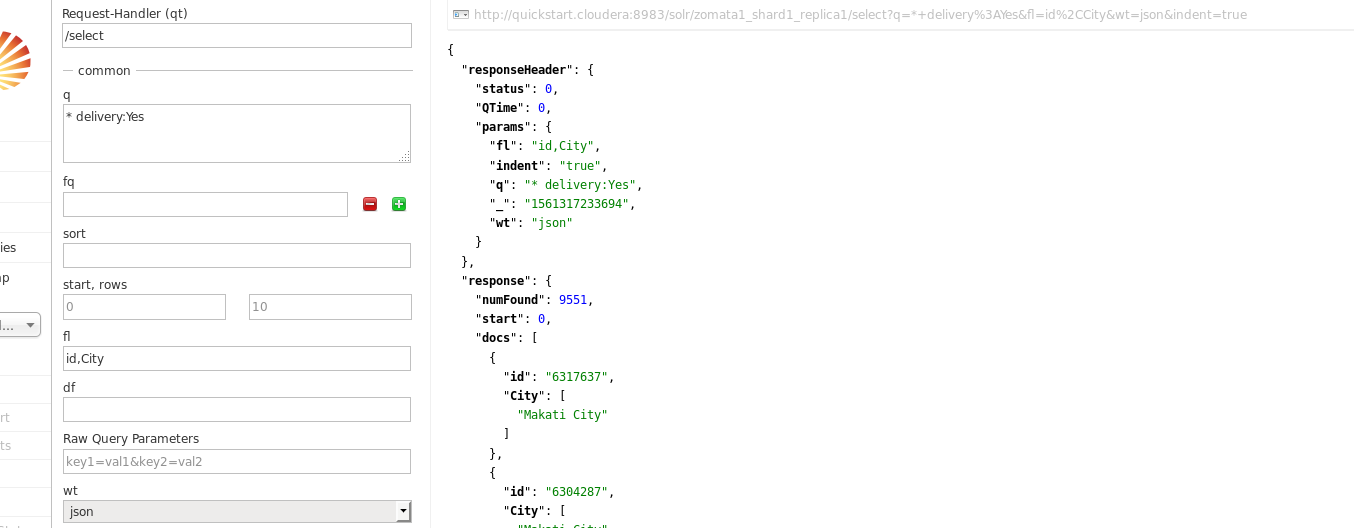 Request-Handler (qt)
/select
common
q
* delivery:Yes
fq
sort
start, rows
0
10
fl
id,City
df
Raw Query Parameters
key1=val1&key2=val2
wt
json
ies
p
d...
rt
ts
http://quickstart.cloudera:8983/solr/zomata1_shard1_replica1/select?q=*+delivery%3AYes&fl=id%2CCity&wt=json&indent=true
{
"responseHeader": {
"status": 0,
"QTime": 0,
"params": {
"fl": "id,City",
"indent": "true",
"q": "* delivery:Yes",
"_": "1561317233694",
"wt": "json"
}
},
"response": {
"numFound": 9551,
"start": 0,
"docs": [
{
"id": "6317637",
"City": [
"Makati City"
]
},
{
"id": "6304287",
"City": [
"Makati City"